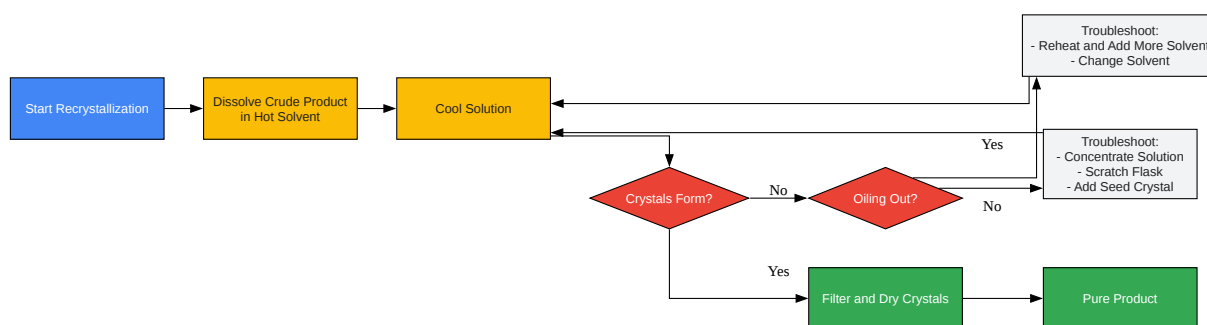 Troubleshoot:
- Reheat and Add More Solvent
- Change Solvent
Start Recrystallization
Dissolve Crude Product
in Hot Solvent
Cool Solution
Yes
Troubleshoot:
- Concentrate Solution
- Scratch Flask
- Add Seed Crystal
Crystals Form?
No
Oiling Out?
No
Yes
Filter and Dry Crystals
Pure Product